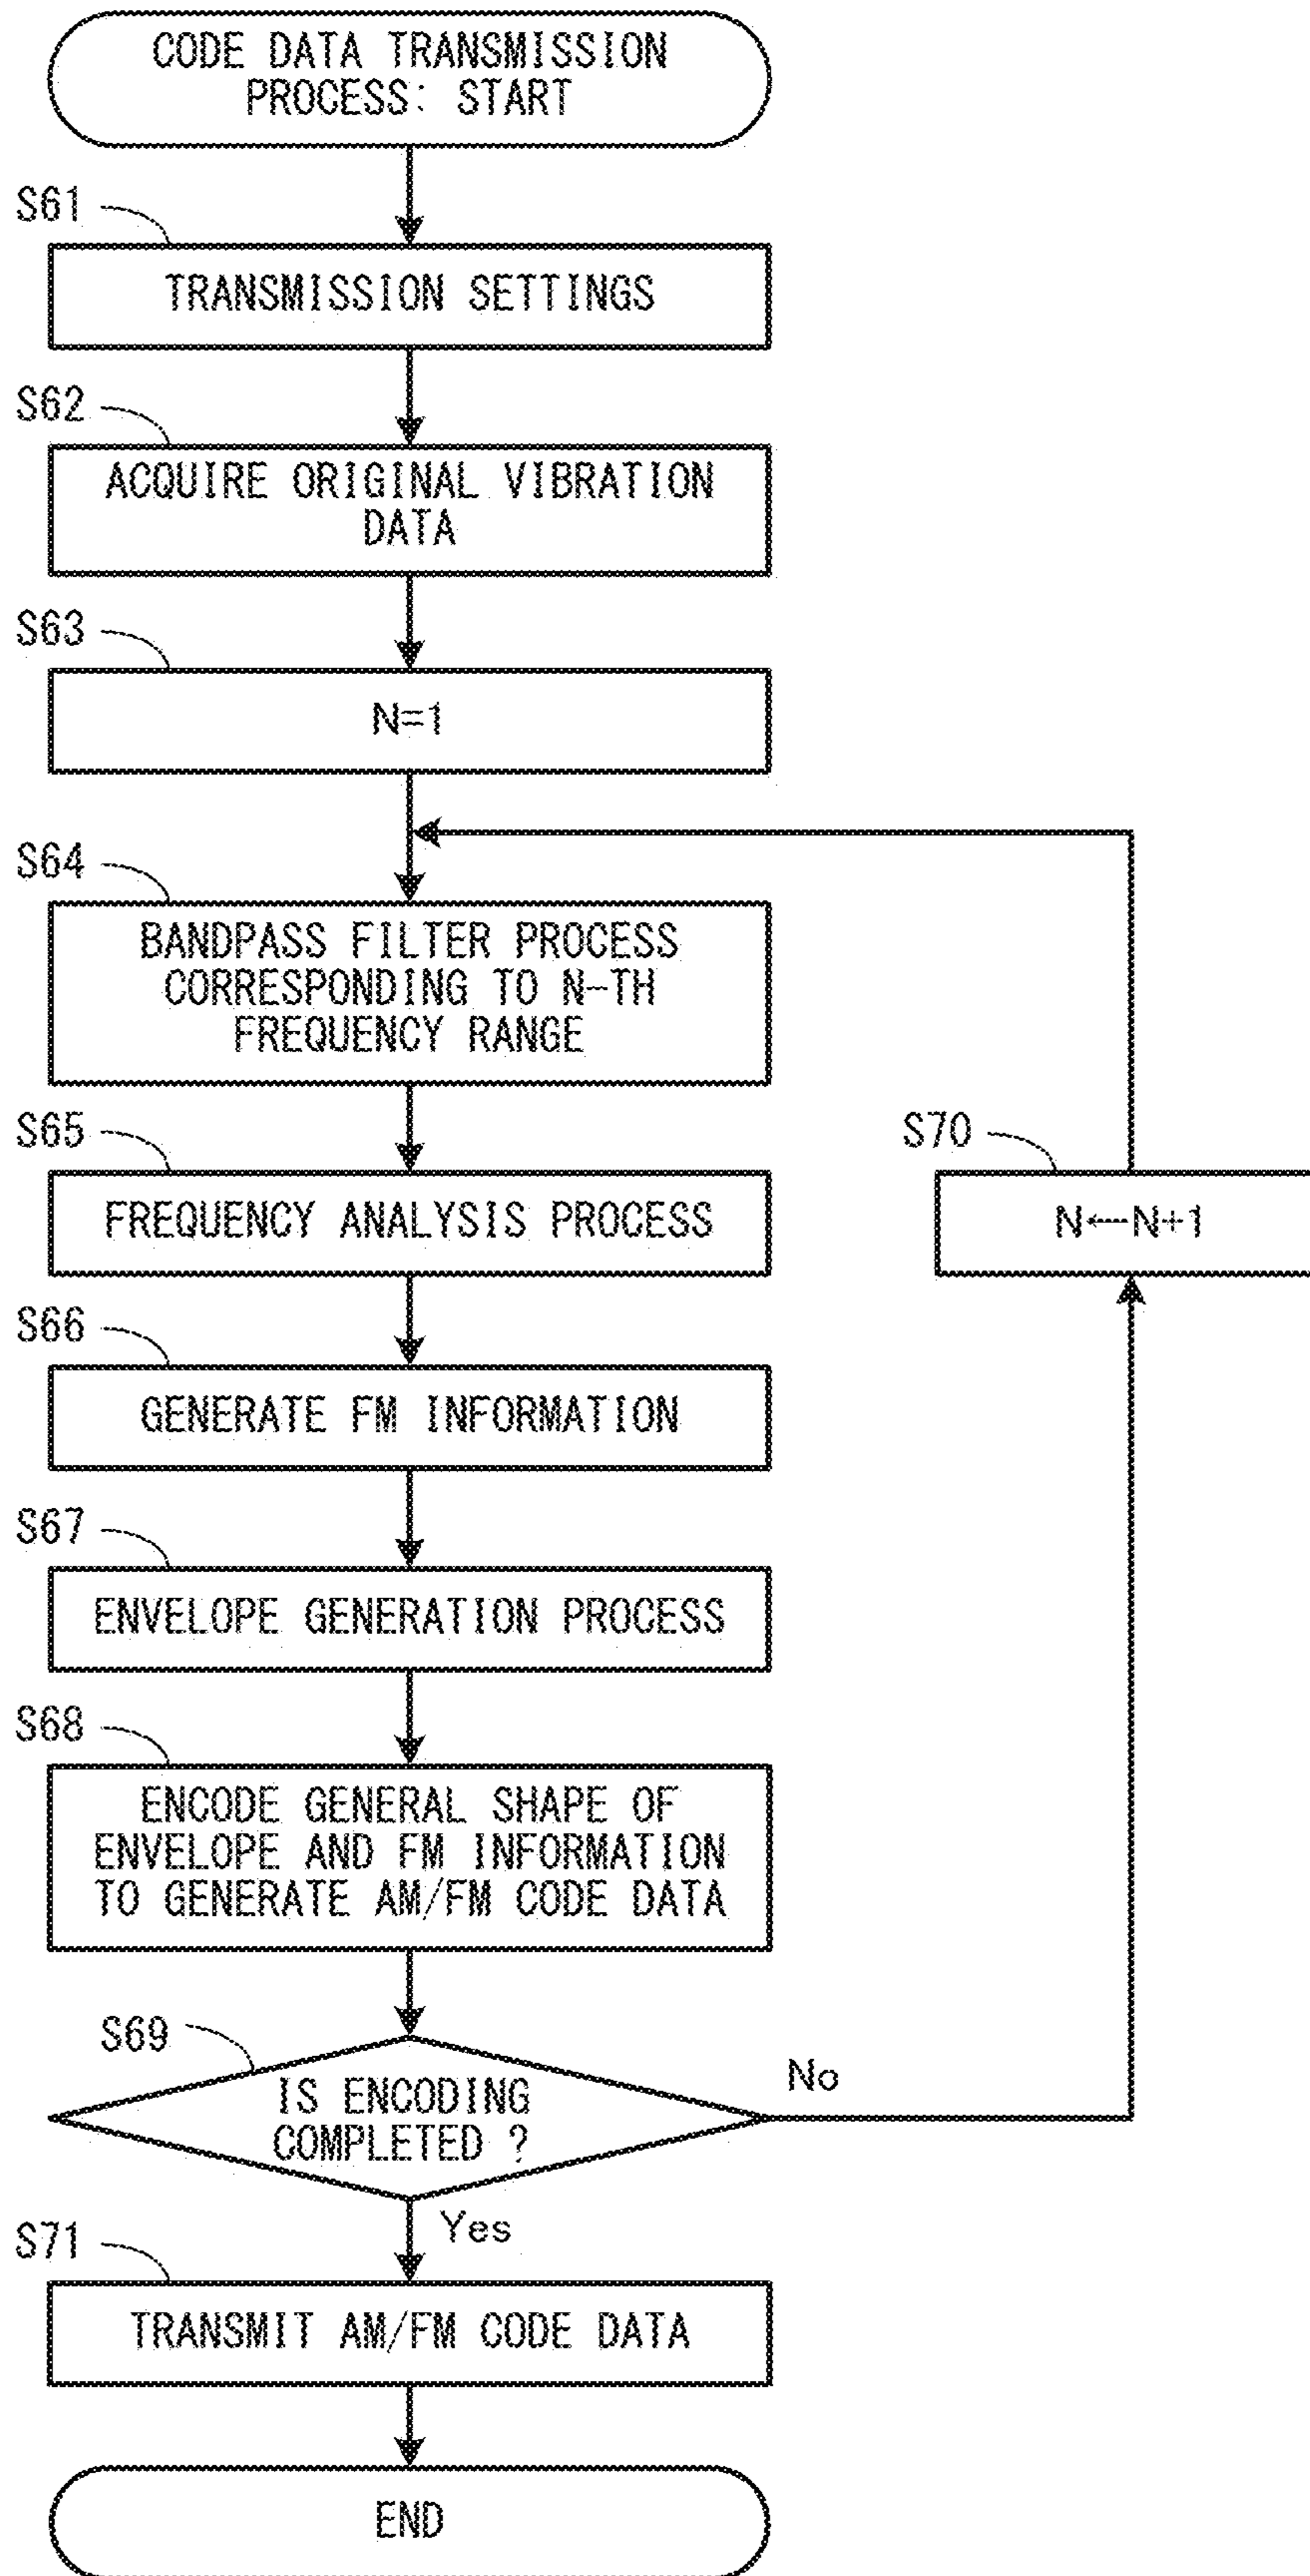 CODE DATA TRANSMISSION
PROCESS: START
S61
TRANSMISSION SETTINGS
S62
ACQUIRE ORIGINAL VIBRATION
DATA
S63
N=1
S64
BANDPASS FILTER PROCESS
CORRESPONDING TO N-TH
FREQUENCY RANGE
S65
FREQUENCY ANALYSIS PROCESS
S70
N←N+1
S66
GENERATE FM INFORMATION
S67
ENVELOPE GENERATION PROCESS
S68
ENCODE GENERAL SHAPE OF
ENVELOPE AND FM INFORMATION
TO GENERATE AM/FM CODE DATA
S69
IS ENCODING
COMPLETED ?
No
Yes
S71
TRANSMIT AM/FM CODE DATA
END